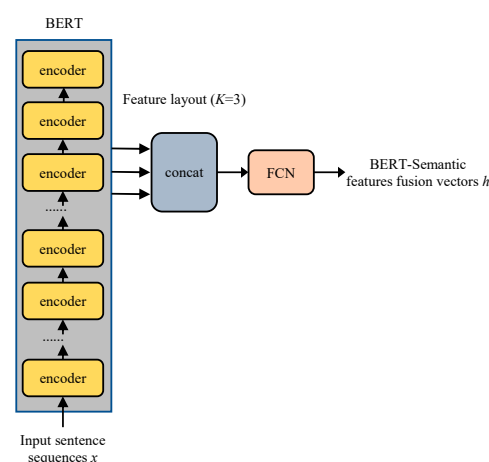 BERT
encoder
encoder
Feature layout (K=3)
encoder
concat
FCN
BERT-Semantic
features fusion vectors h
......
encoder
encoder
......
encoder
Input sentence
sequences x